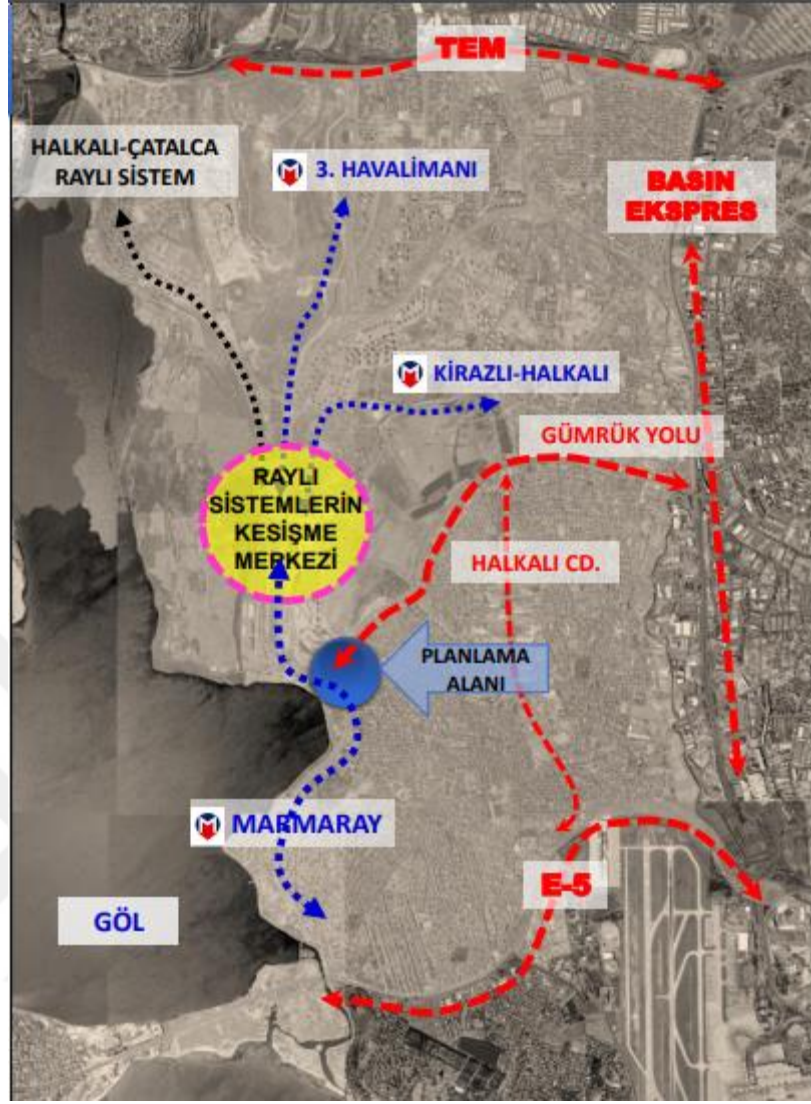 TEM
HALKALI-ÇATALCA
RAYLI SİSTEM
3. HAVALİMANI
BASIN
EKSPRES
KİRAZLI-HALKALI
GÜMRÜK YOLU
RAYLI
SİSTEMLERİN
KESİŞME
MERKEZİ
HALKALI CD.
PLANLAMA
ALANI
MARMARAY
E-5
GÖL